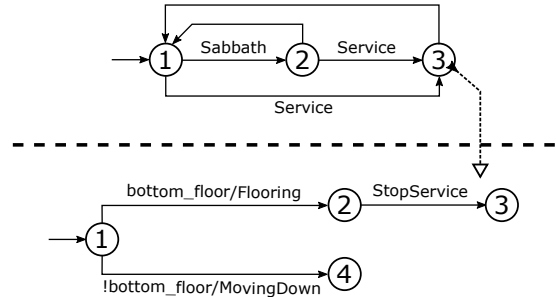 Sabbath
Service
1
2
3
Service
bottom_floor/Flooring
StopService
2
3
1
!bottom_floor/MovingDown
4